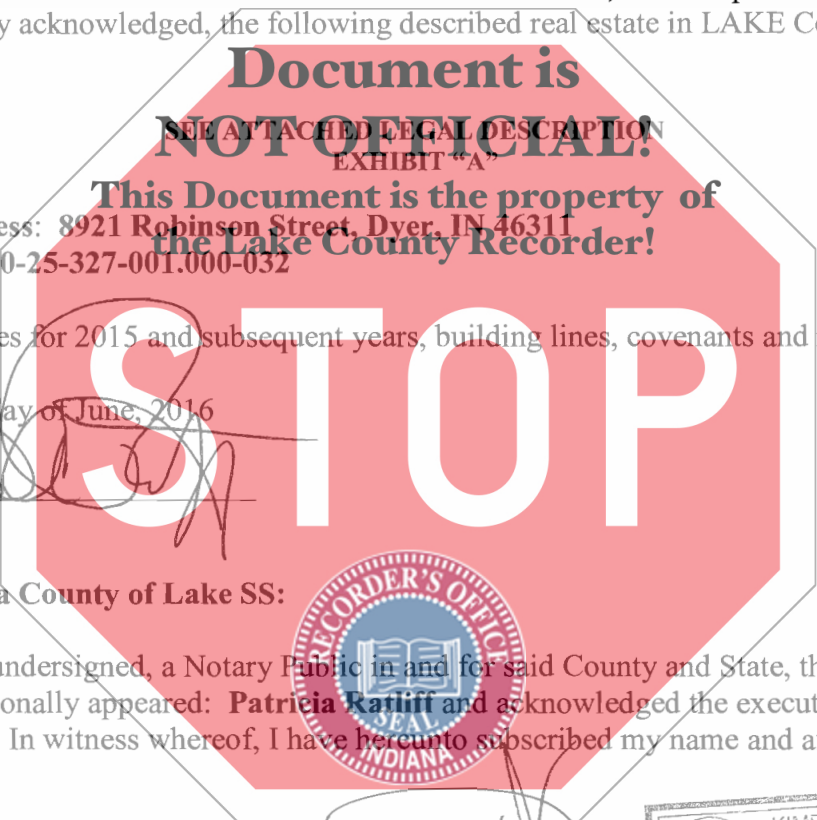 y acknowledged, the following described real estate in LAKE Co
Document is
NOT OFFICIAL!
SEE ATTACHED LEGAL DESCRIPTION
EXHIBIT “A”
This Document is the property of
the Lake County Recorder!
ess: 8921 Robinson Street, Dyer, IN 46311
0-25-327-001.000-032
es for 2015 and subsequent years, building lines, covenants and
ay of June, 2016
STOP
a County of Lake SS:
RECORDER'S OFFICE
SEAL
INDIANA
undersigned, a Notary Public in and for said County and State, th
onally appeared: Patricia Ratliff and acknowledged the execut
In witness whereof, I have hereunto subscribed my name and a